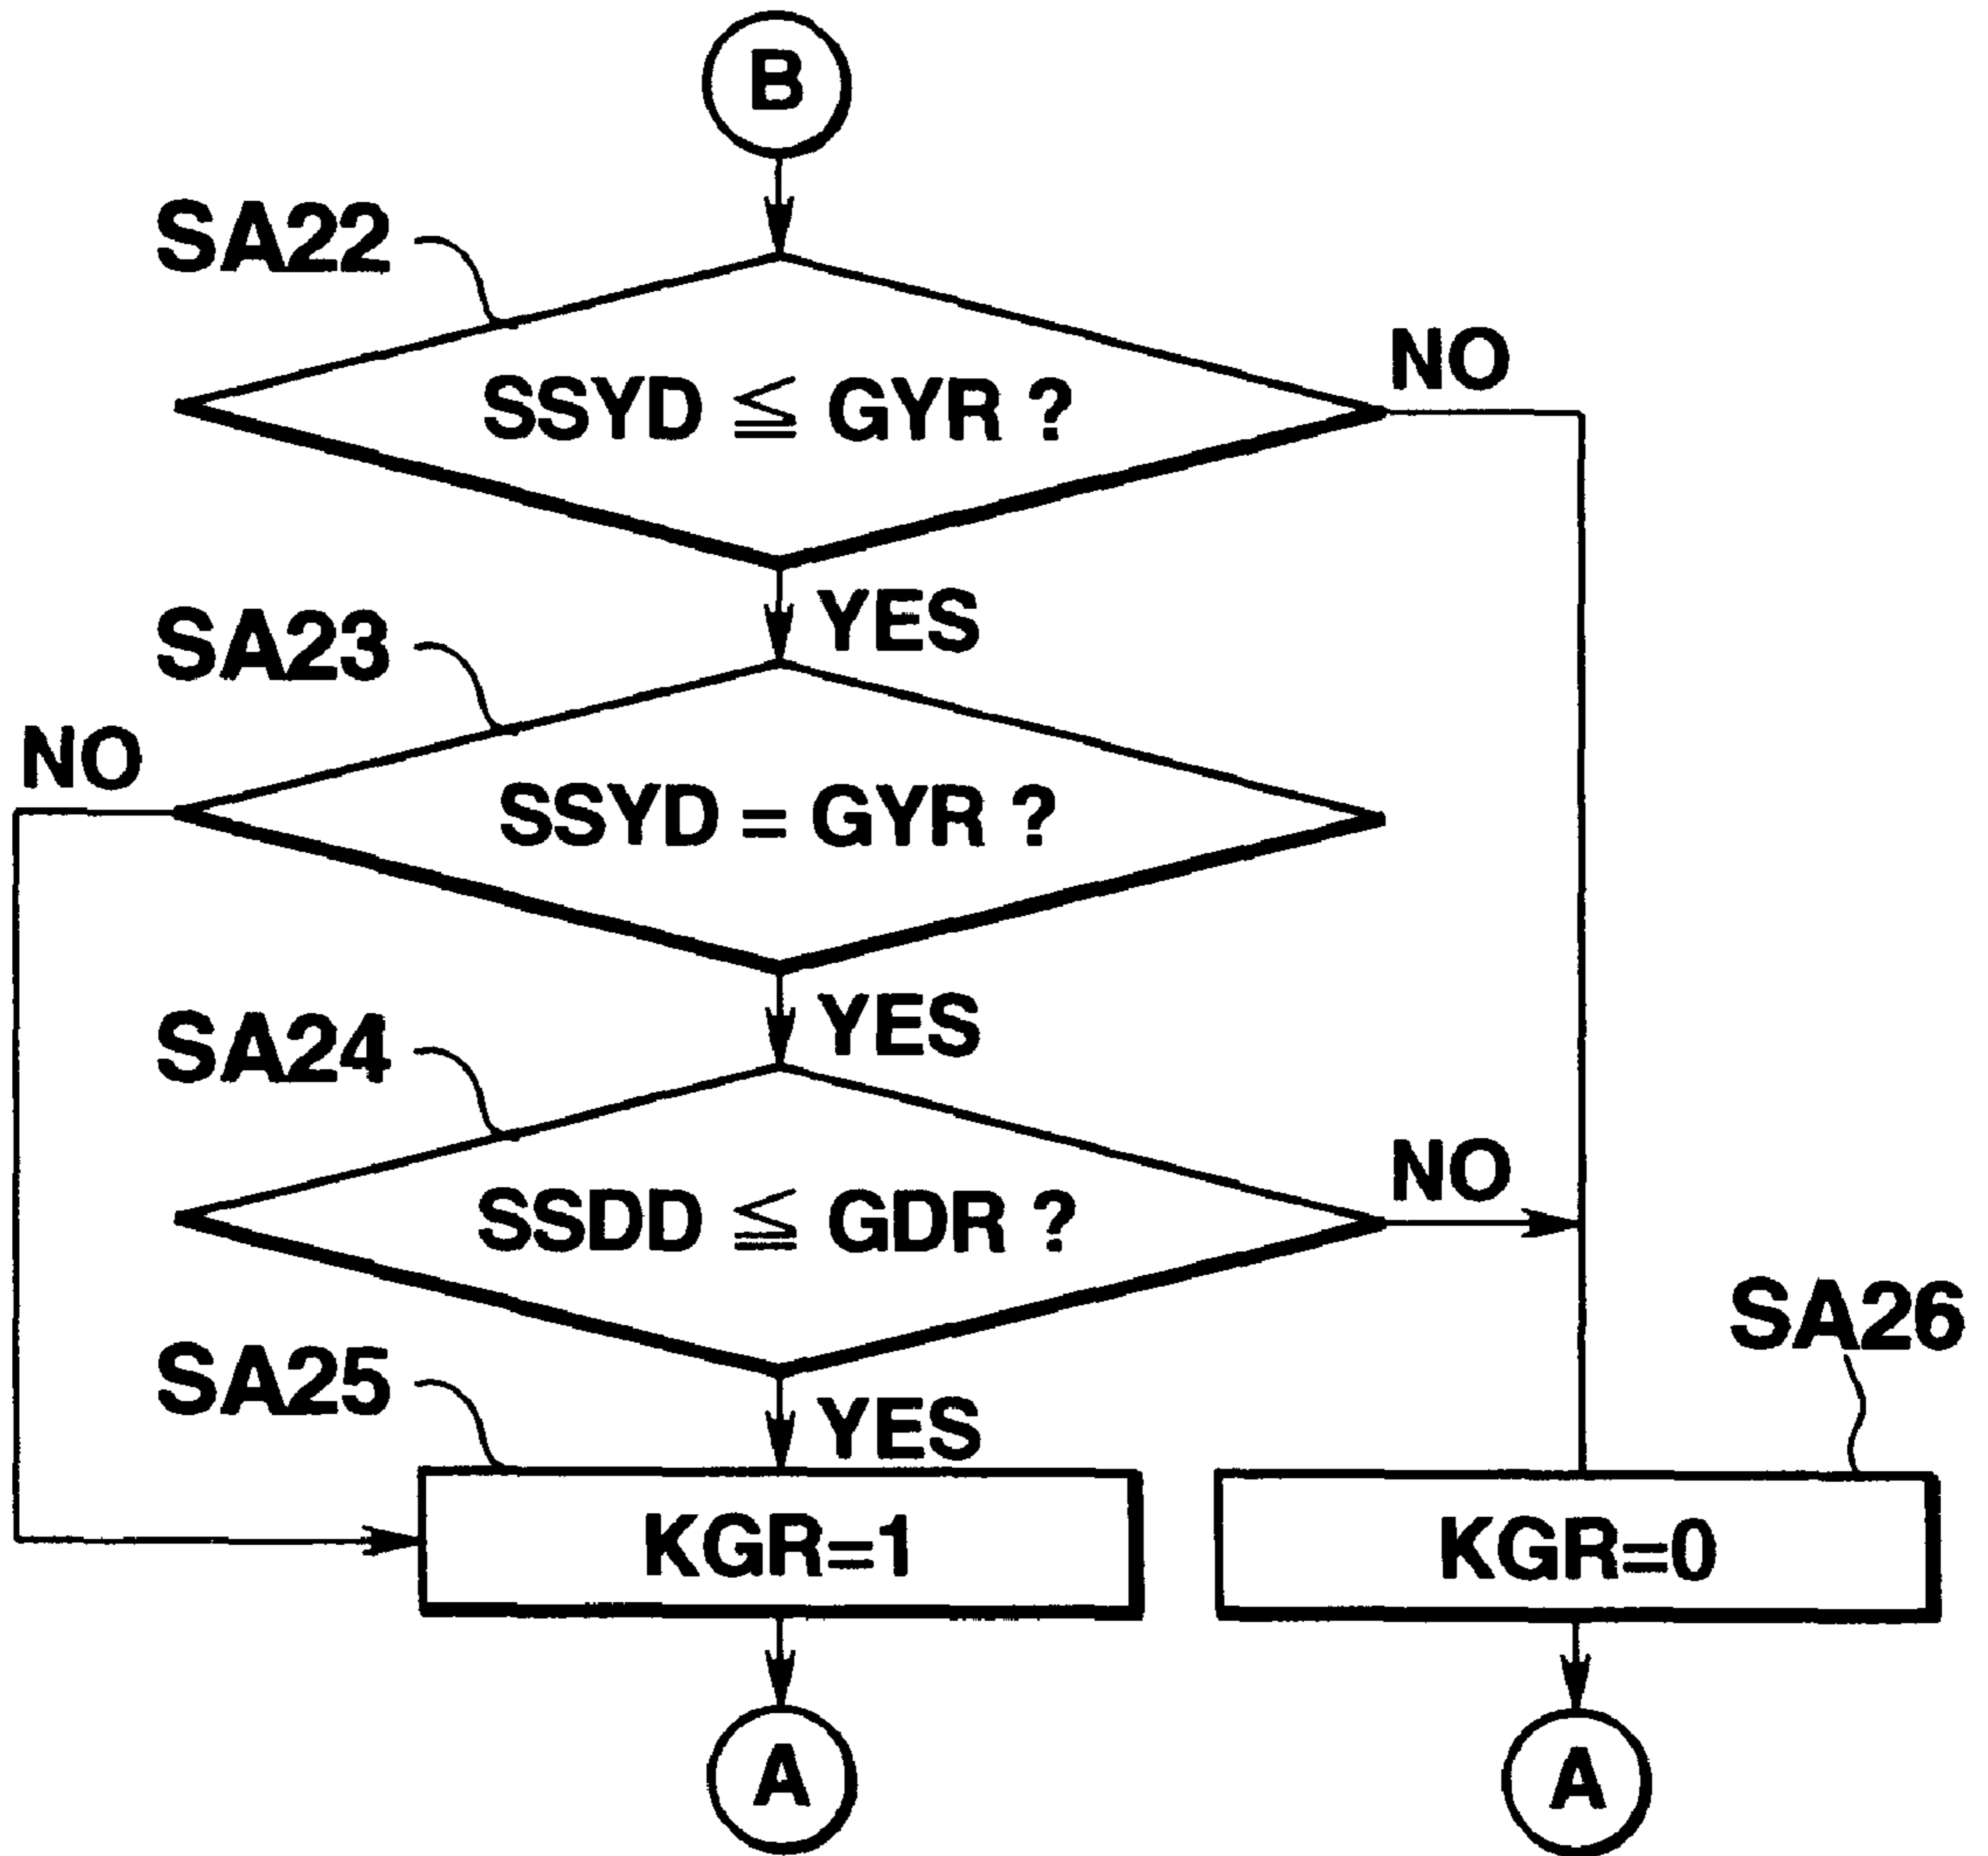 B
SA22
NO
SSYD ≦ GYR ?
YES
SA23
NO
SSYD = GYR ?
YES
SA24
NO
SSDD ≦ GDR ?
SA26
SA25
YES
KGR=1
KGR=0
A
A